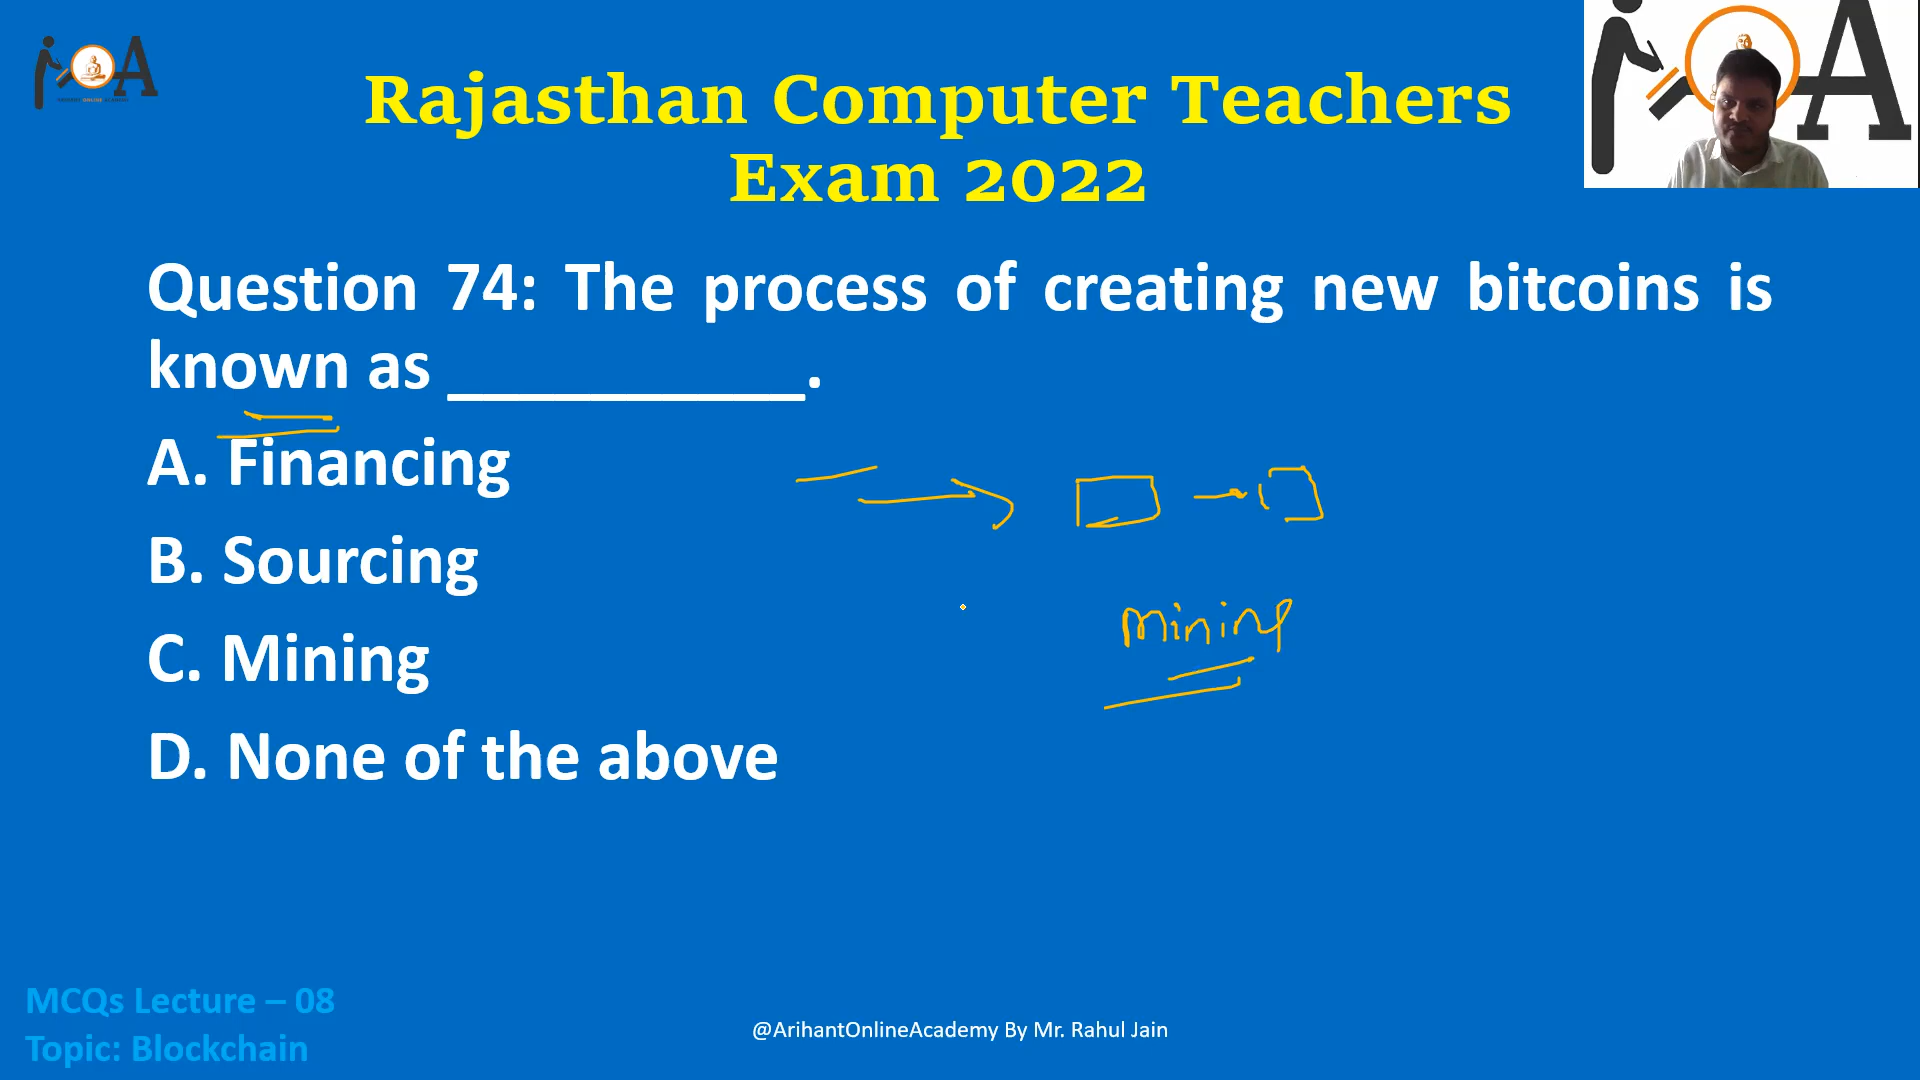 Rajasthan Computer Teachers
Exam 2022
Question 74: The process of creating new bitcoins is
known as ___________.
A. Financing
B. Sourcing
C. Mining
D. None of the above
mining
MCQs Lecture – 08
Topic: Blockchain
@ArihantOnlineAcademy By Mr. Rahul Jain